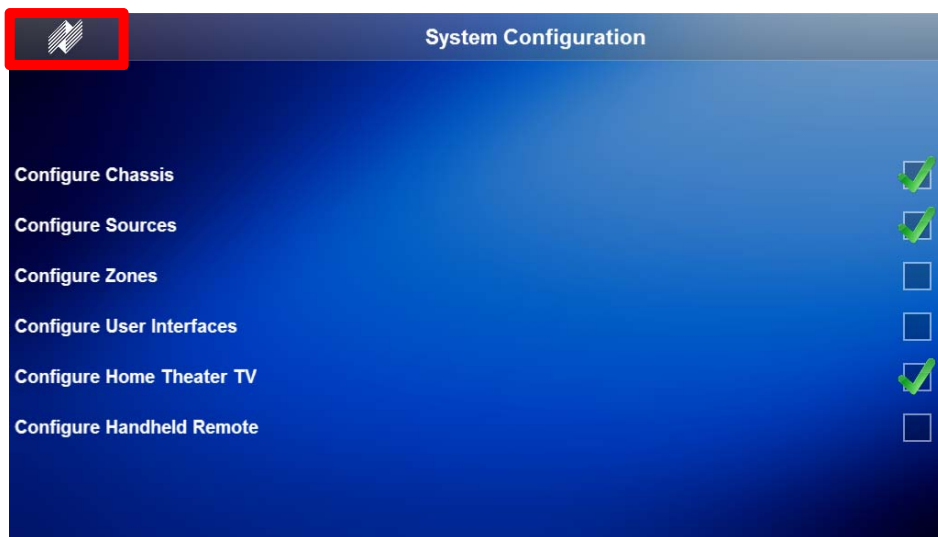 System Configuration
Configure Chassis
Configure Sources
Configure Zones
Configure User Interfaces
Configure Home Theater TV
Configure Handheld Remote